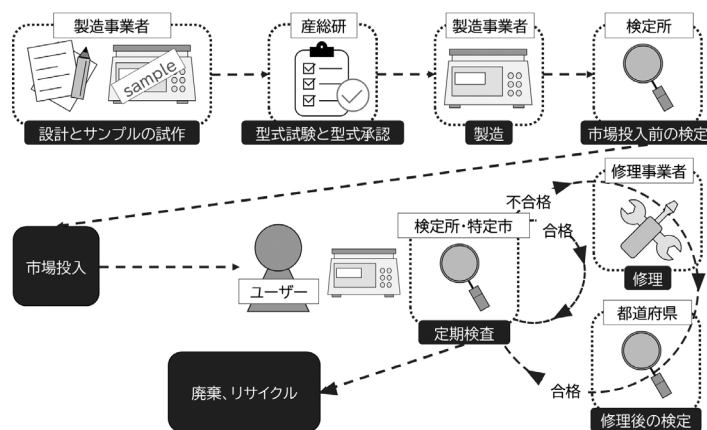 製造事業者
sample
設計とサンプルの試作
産総研
型式試験と型式承認
製造事業者
製造
検定所
市場投入前の検定
市場投入
ユーザー
検定所・特定市
定期検査
不合格
合格
修理事業者
修理
都道府県
修理後の検定
合格
廃棄、リサイクル